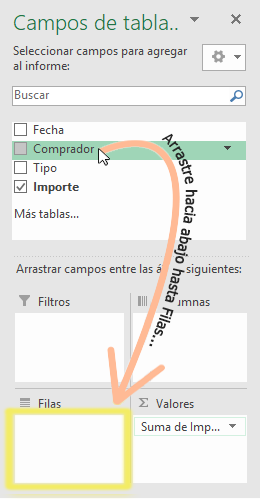 Campos de tabla..
Seleccionar campos para agregar
al informe:
Buscar
Fecha
Comprador
Tipo
Importe
Más tablas...
Arrastre hacia abajo hasta Filas...
Arrastrar campos entre las siguientes:
Filtros
Filas
Σ Valores
Suma de Imp...